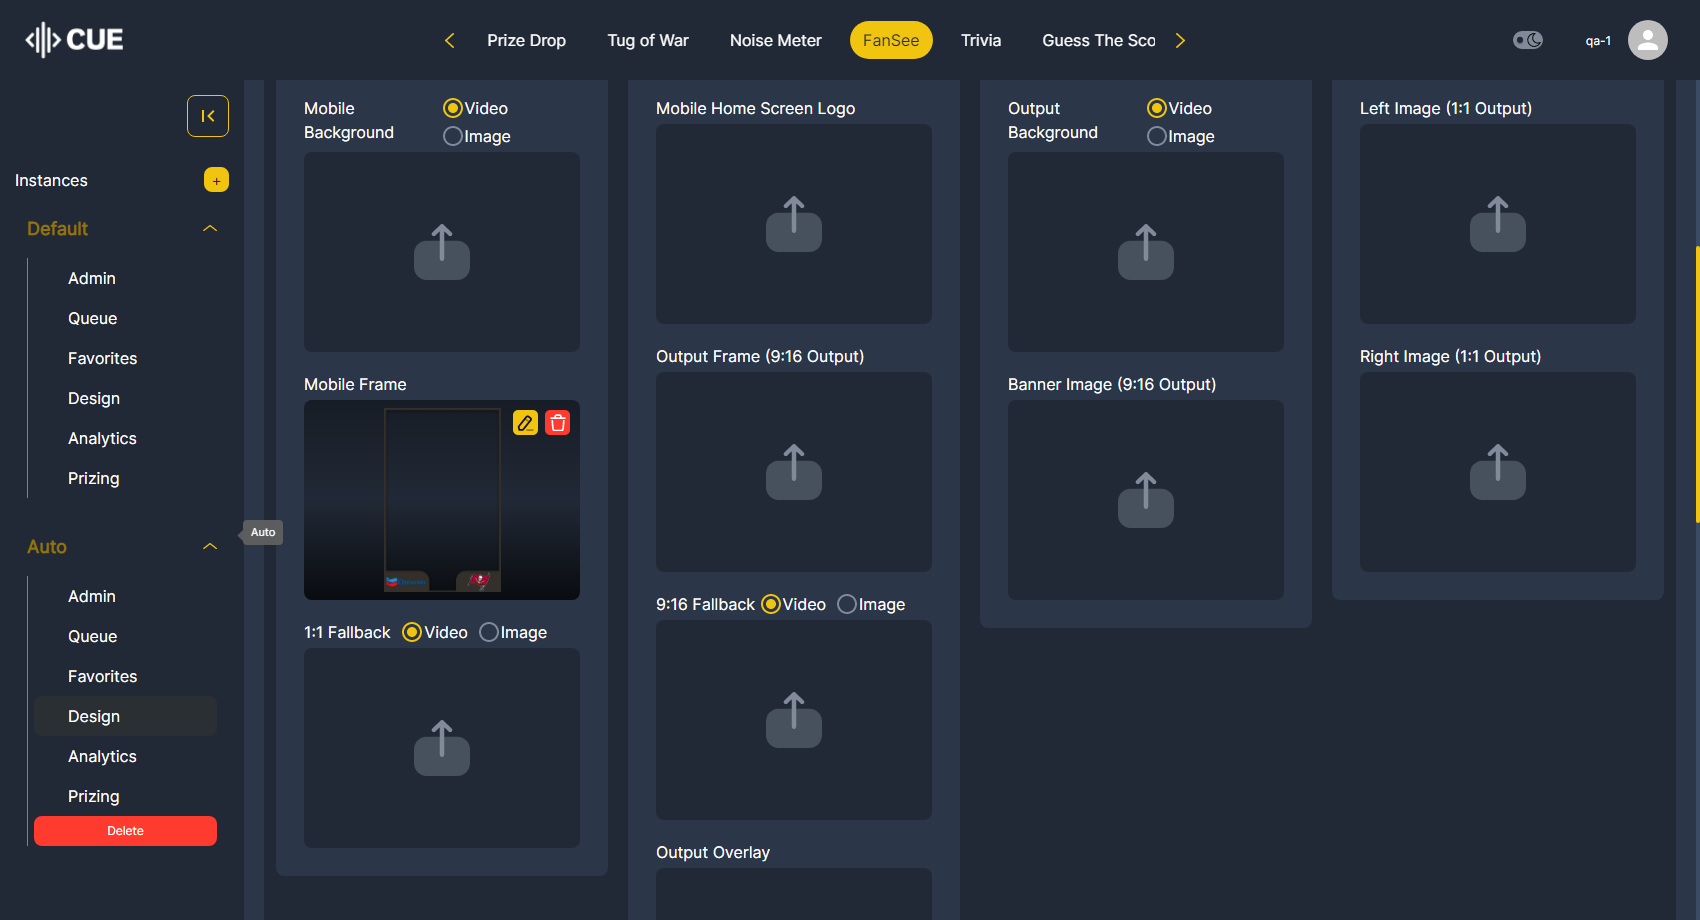 CUE
Prize Drop
Tug of War
Noise Meter
FanSee
Trivia
Guess The Sco
qa-1
Instances
+
Default
Admin
Queue
Favorites
Design
Analytics
Prizing
Auto
Auto
Admin
Queue
Favorites
Design
Analytics
Prizing
Delete
Mobile
Background
Video
Image
Mobile Frame
1:1 Fallback
Video
Image
Mobile Home Screen Logo
Output Frame (9:16 Output)
9:16 Fallback
Video
Image
Output Overlay
Output
Background
Video
Image
Banner Image (9:16 Output)
Left Image (1:1 Output)
Right Image (1:1 Output)